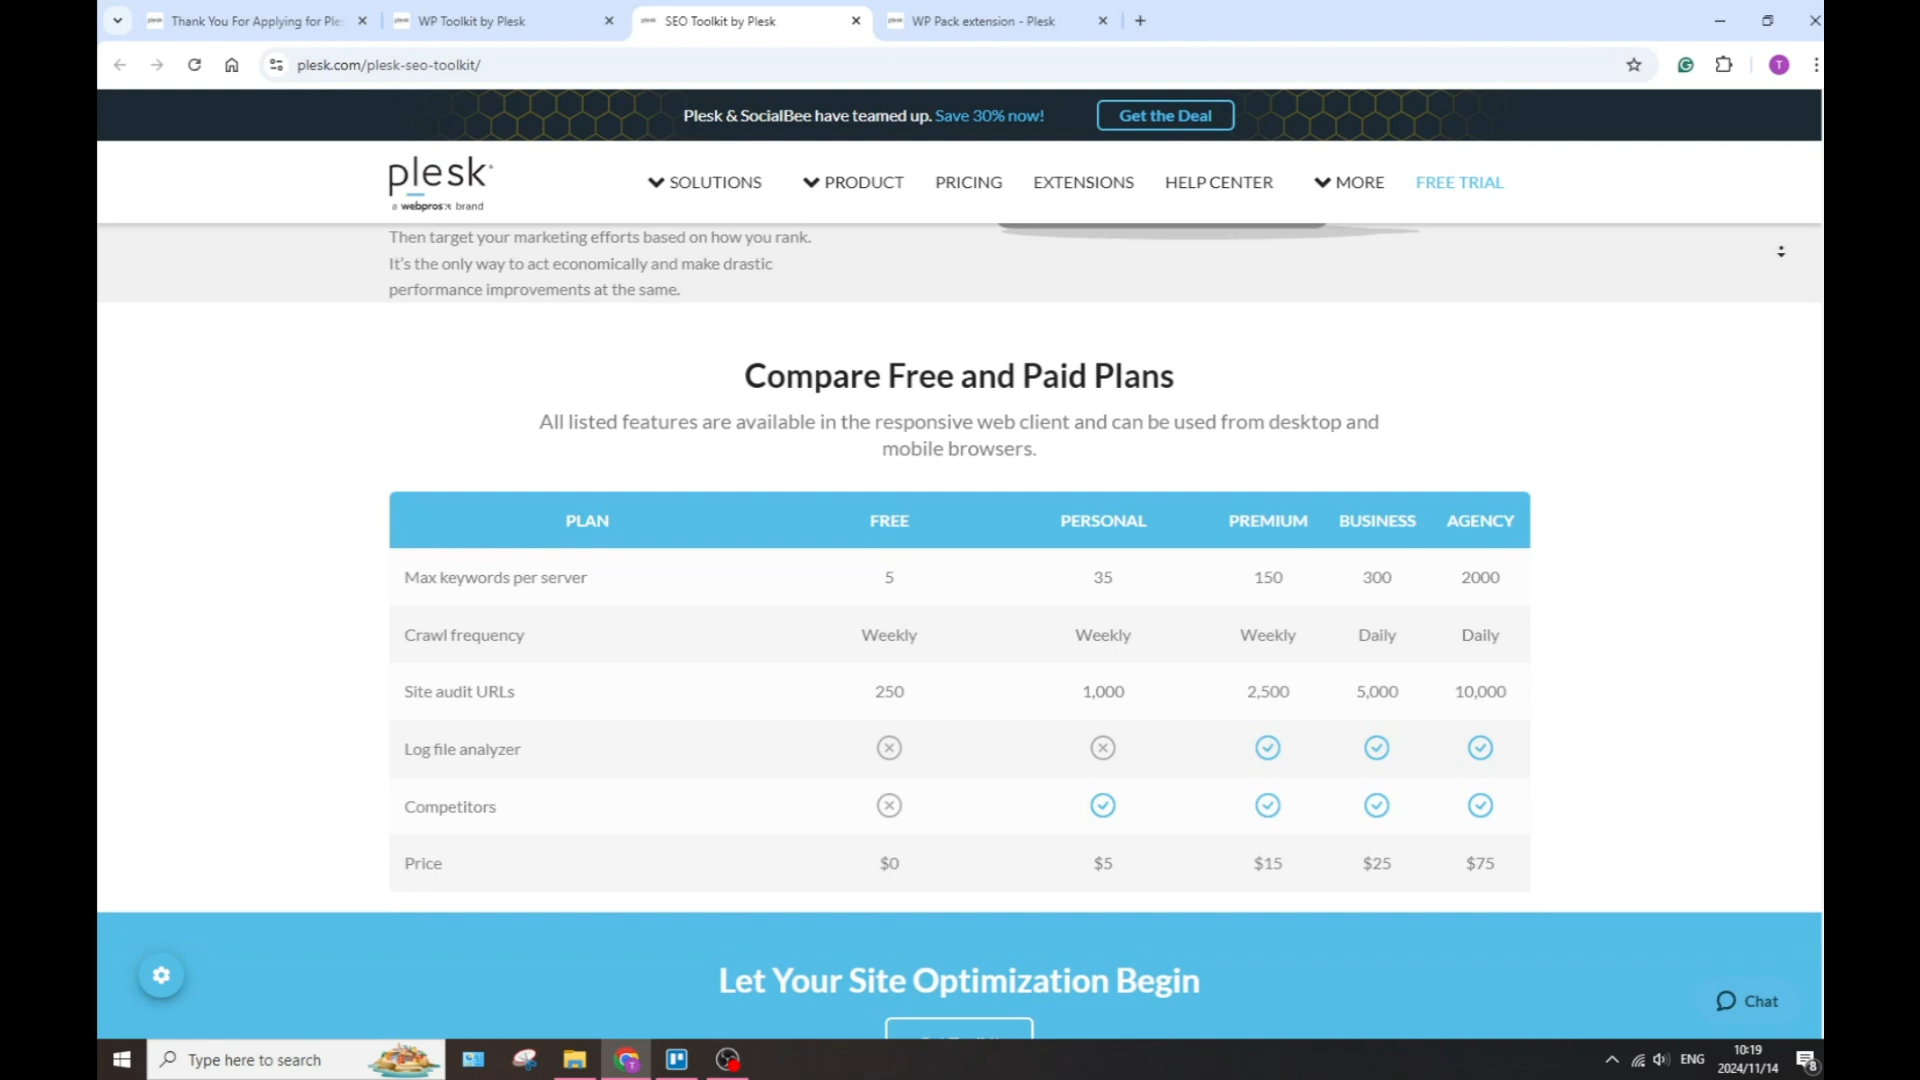 Thank You For Applying for Ples
WP Toolkit by Plesk
SEO Toolkit by Plesk
WP Pack extension - Plesk
plesk.com/plesk-seo-toolkit/
T
Plesk & SocialBee have teamed up. Save 30% now!
Get the Deal
plesk
a webpros brand
SOLUTIONS
PRODUCT
PRICING
EXTENSIONS
HELP CENTER
MORE
FREE TRIAL
Then target your marketing efforts based on how you rank.
It's the only way to act economically and make drastic
performance improvements at the same.
Compare Free and Paid Plans
All listed features are available in the responsive web client and can be used from desktop and
mobile browsers.
PLAN FREE PERSONAL PREMIUM BUSINESS AGENCY
Max keywords per server 5 35 150 300 2000
Crawl frequency Weekly Weekly Weekly Daily Daily
Site audit URLs 250 1,000 2,500 5,000 10,000
Log file analyzer
Competitors
Price $0 $5 $15 $25 $75
Let Your Site Optimization Begin
Chat
Type here to search
ENG
10:19
2024/11/14
8